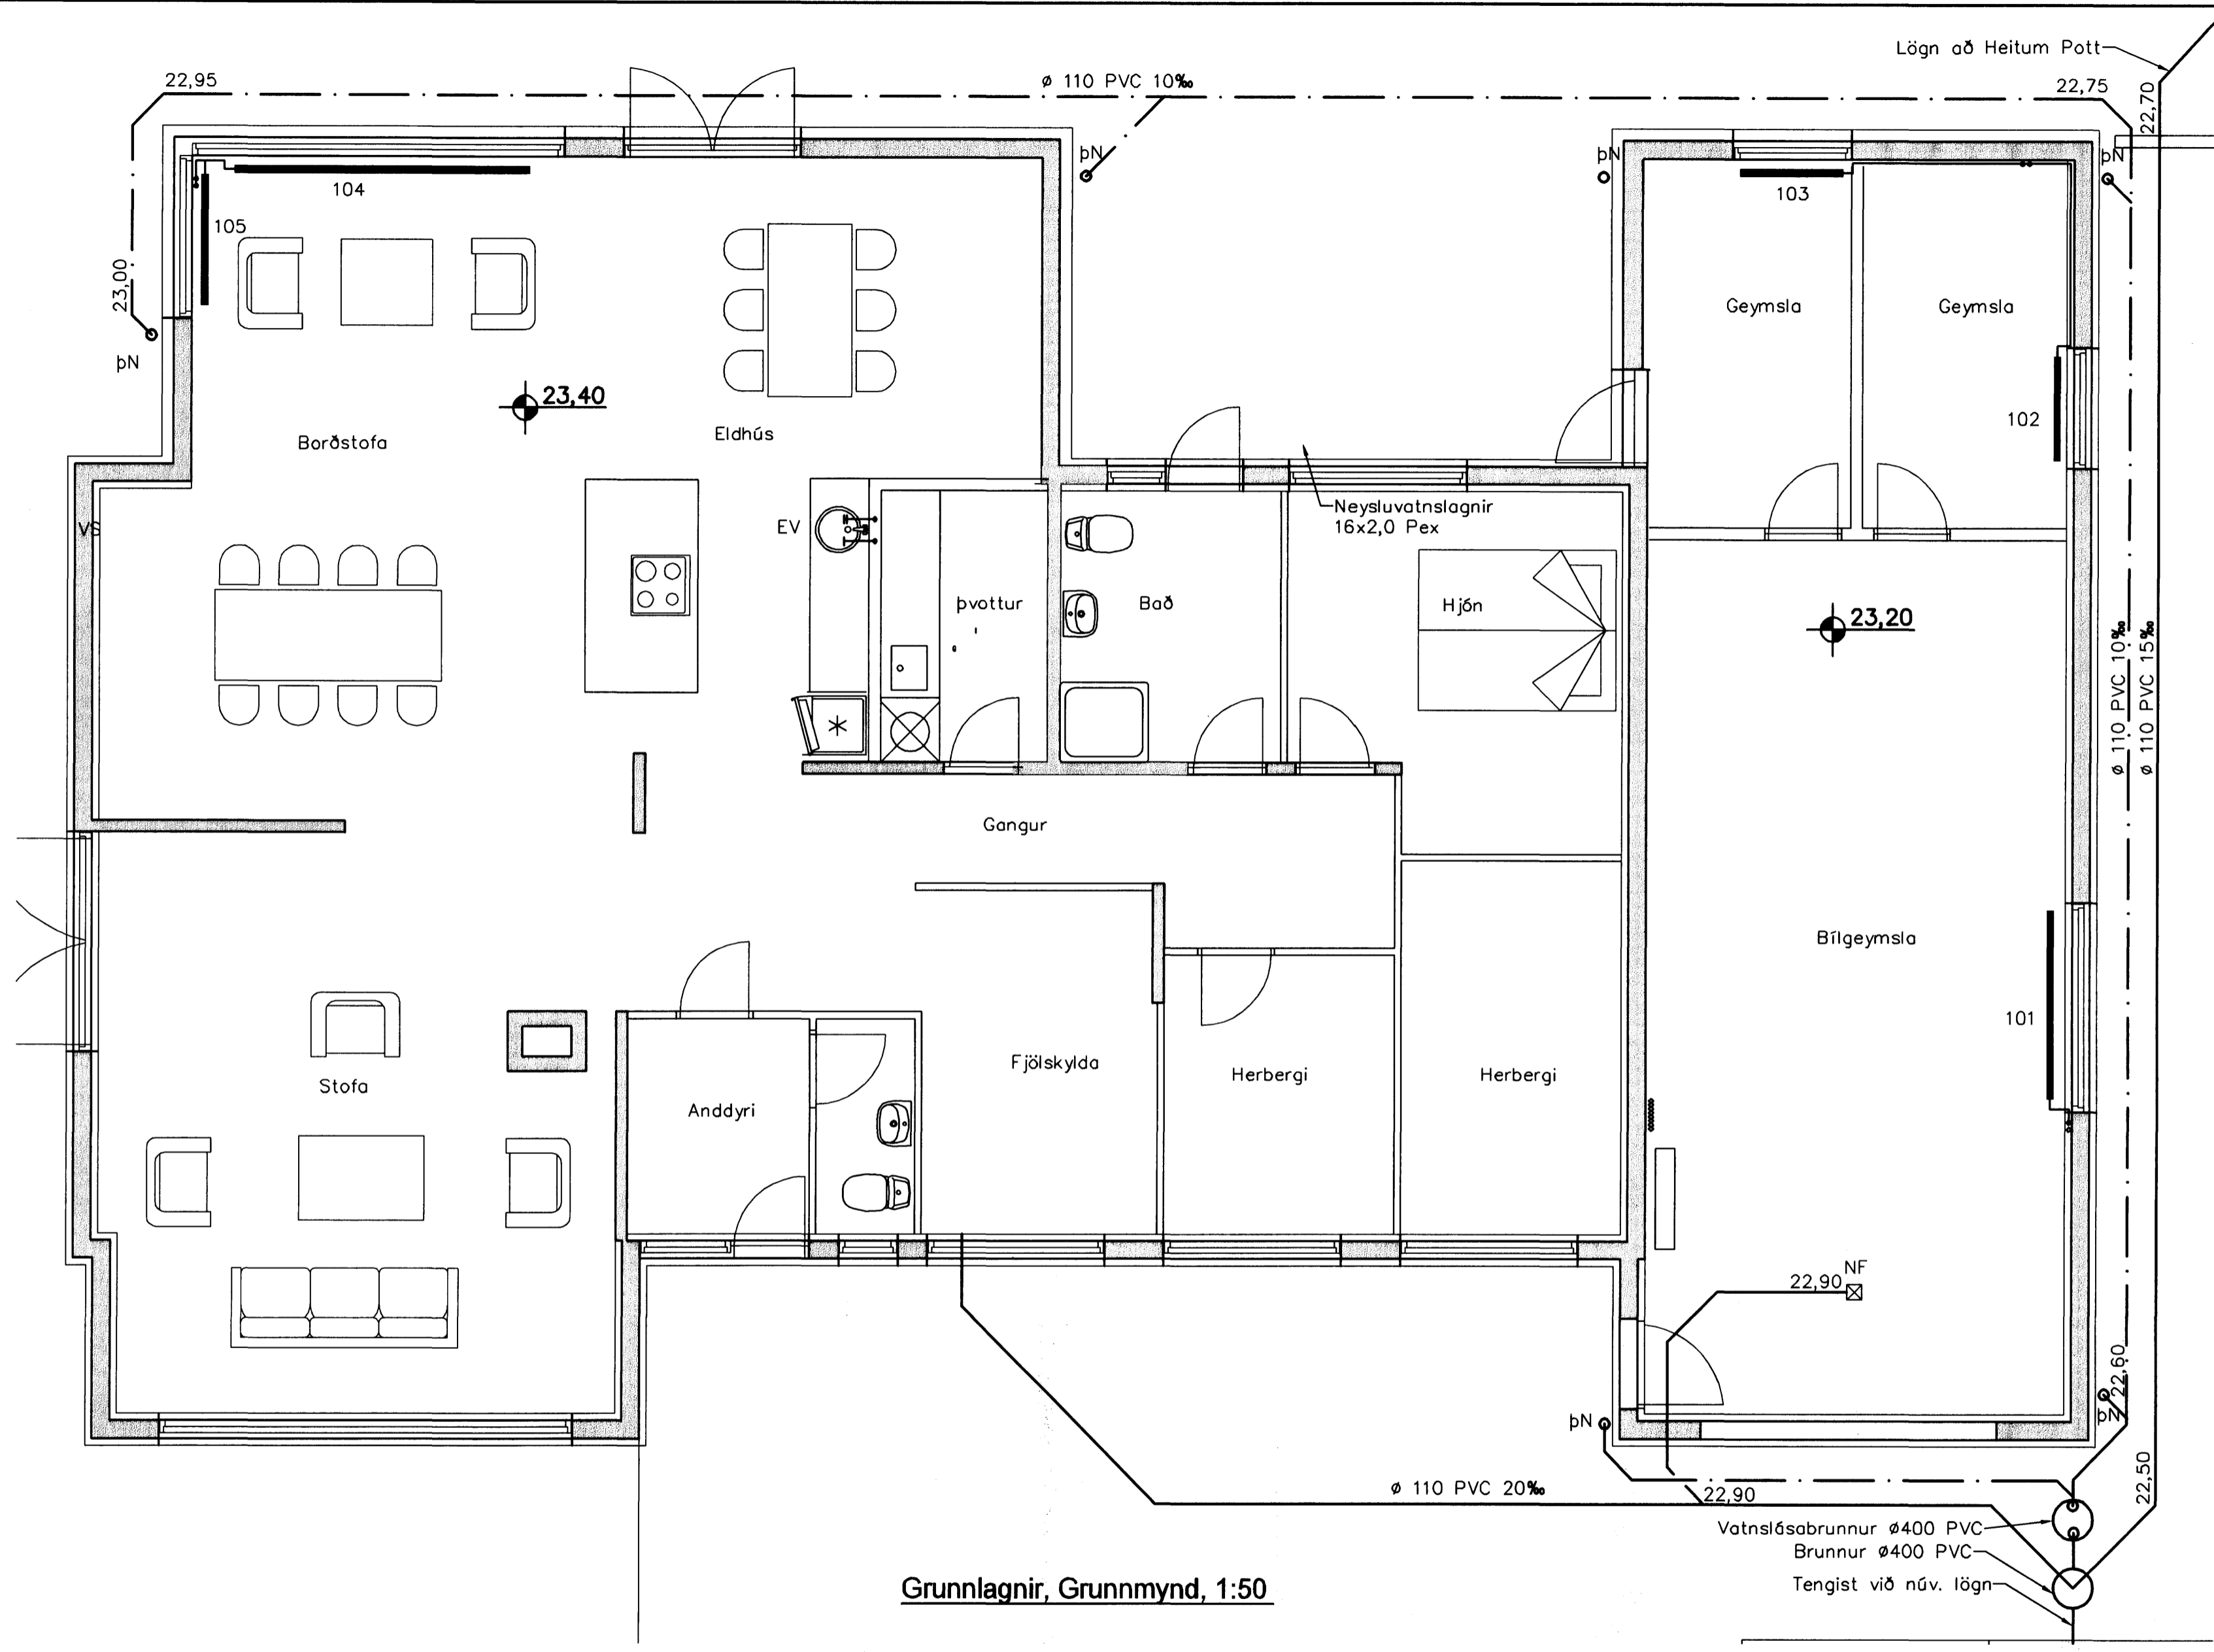 Lögn að Heitum Pott
22,95
ø 110 PVC 10‰
22,75
22,70
þN
þN
þN
104
103
105
23,00
Geymsla
Geymsla
þN
23,40
102
Borðstofa
Eldhús
Neysluvatnslagnir
16x2,0 Pex
VS
EV
þvottur
Bað
Hjón
23,20
ø 110 PVC 10‰
ø 110 PVC 15‰
Gangur
Bílgeymsla
101
Fjölskylda
Herbergi
Herbergi
Stofa
Anddyri
NF
22,90
22,60
þN
þN
ø 110 PVC 20‰
22,90
22,50
Vatnslásabrunnur ø400 PVC
Brunnur ø400 PVC
Tengist við núv. lögn
Grunnlagnir, Grunnmynd, 1:50